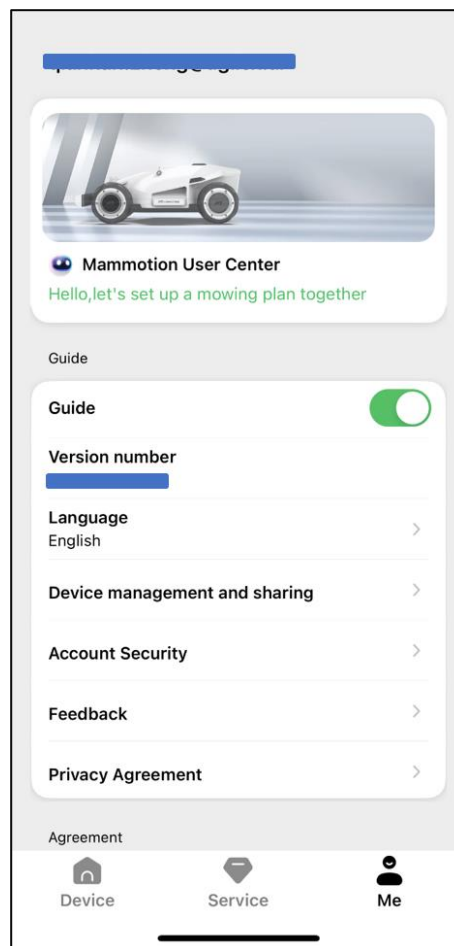 Mammotion User Center
Hello,let's set up a mowing plan together
Guide
Guide
Version number
Language
English
Device management and sharing
Account Security
Feedback
Privacy Agreement
Agreement
Device
Service
Me